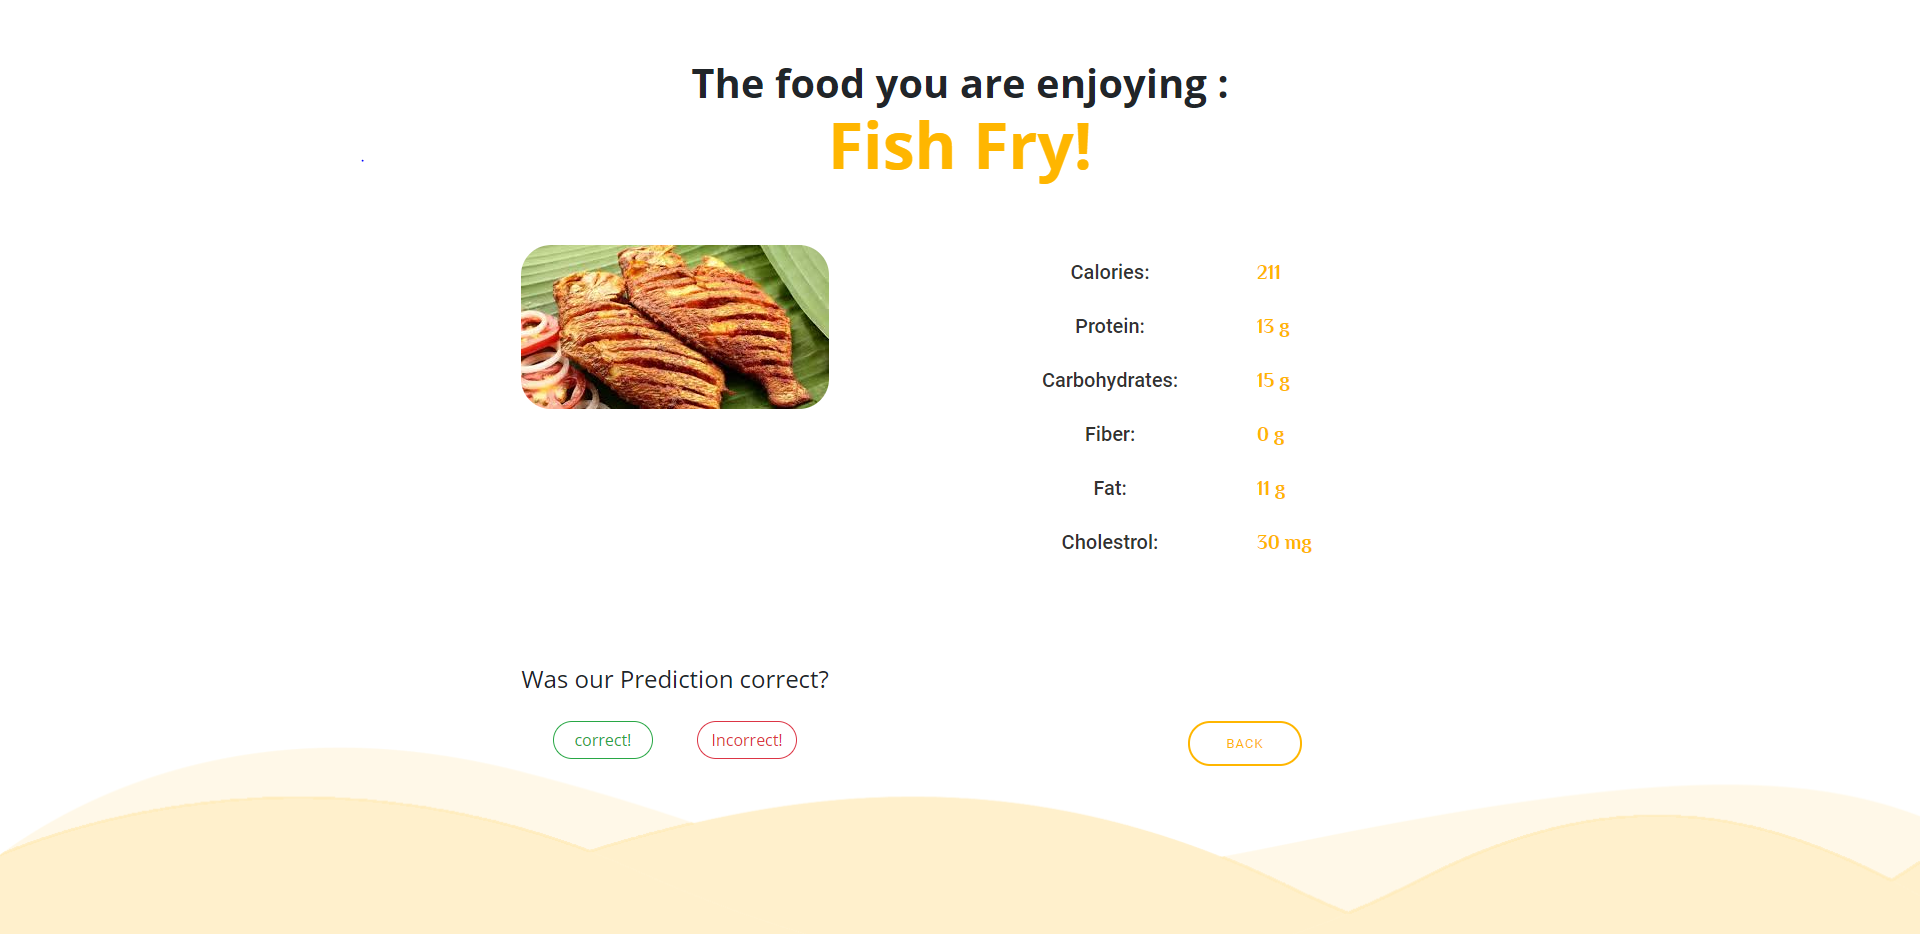 The food you are enjoying :
Fish Fry!
Calories: 211
Protein: 13 g
Carbohydrates: 15 g
Fiber: 0 g
Fat: 11 g
Cholestrol: 30 mg
Was our Prediction correct?
correct! Incorrect! BACK